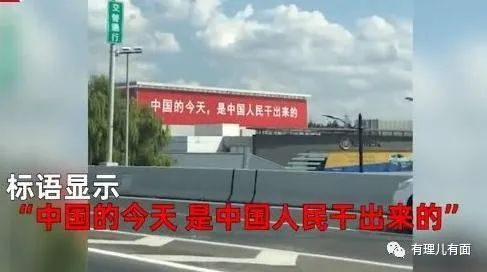 交替通行
中国的今天，是中国人民干出来的
标语显示
“中国的今天 是中国人民干出来的”
有理儿有面